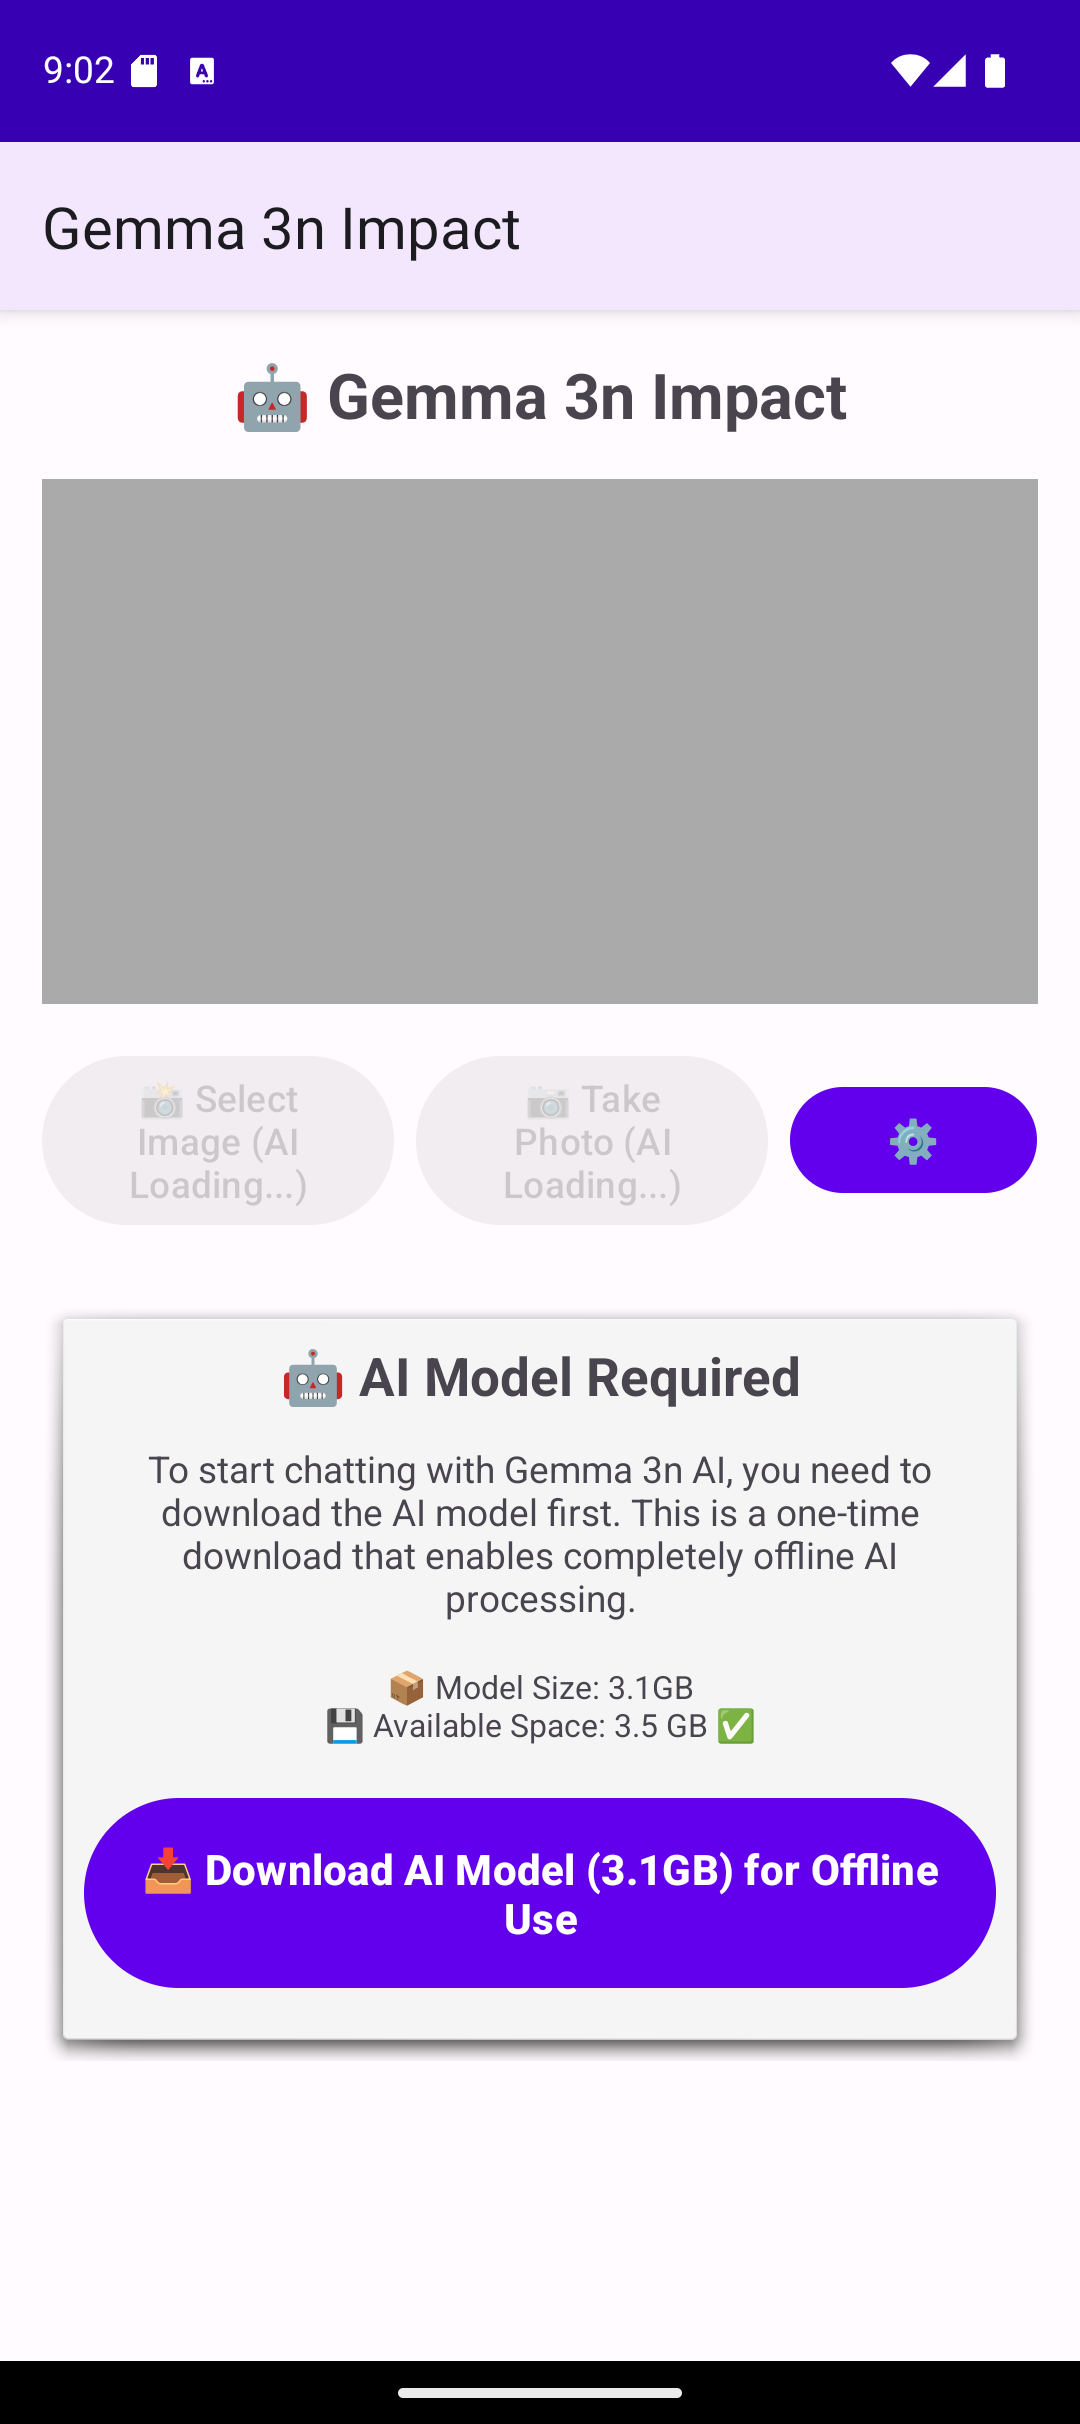 9:02
Gemma 3n Impact
🤖 Gemma 3n Impact
📸 Select
Image (AI
Loading...)
📷 Take
Photo (AI
Loading...)
⚙️
🤖 AI Model Required
To start chatting with Gemma 3n AI, you need to
download the AI model first. This is a one-time
download that enables completely offline AI
processing.
📦 Model Size: 3.1GB
💾 Available Space: 3.5 GB ✅
📥 Download AI Model (3.1GB) for Offline
Use